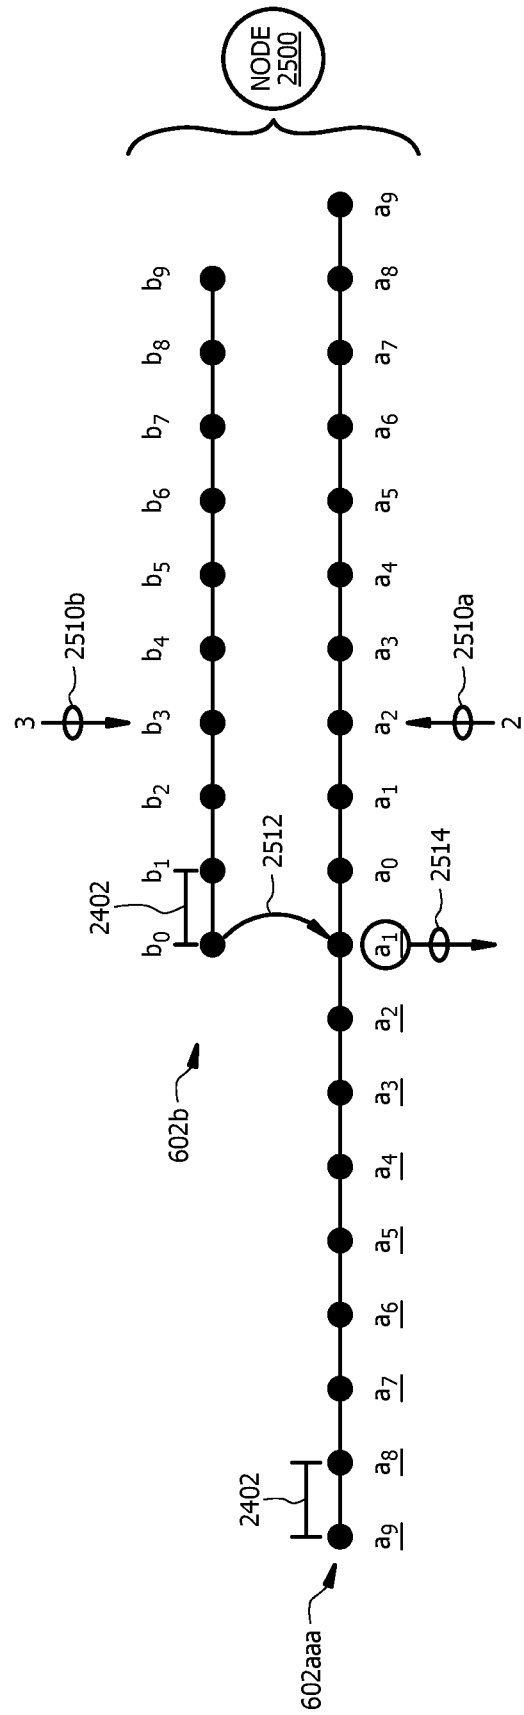 3
2510b
2402
b₀ b₁ b₂ b₃ b₄ b₅ b₆ b₇ b₈ b₉
602b
NODE
2500
2402
2512
602aaa
a₉̲ a₈̲ a₇̲ a₆̲ a₅̲ a₄̲ a₃̲ a₂̲ a₁̲ a₀ a₁ a₂ a₃ a₄ a₅ a₆ a₇ a₈ a₉
2514
2510a
2